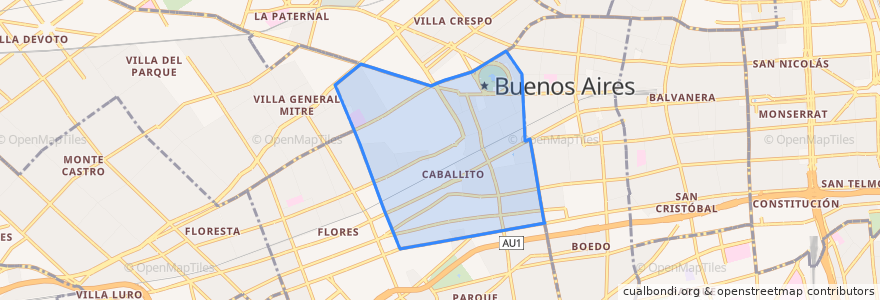 LA PATERNAL
VILLA CRESPO
LLA DEVOTO
VILLA DEL
PARQUE
SAN NICOLÁS
★ Buenos Aires
VILLA GENERAL
MITRE
BALVANERA
MONSERRAT
© OpenMapTiles
© OpenMapTiles
© OpenMapTiles
© OpenMapTiles
MONTE
CASTRO
CABALLITO
SAN TELMO
SAN
CRISTÓBAL
CONSTITUCIÓN
FLORESTA
FLORES
ES
AU1
BOEDO
© OpenMapTiles
© OpenMapTiles
© OpenMapTiles
VILLA LURO
PARQUE
cualbondi.org & openstreetmap contributors